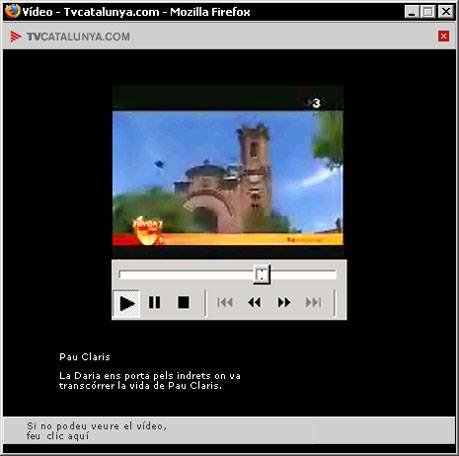 Vídeo - Tvcatalunya.com - Mozilla Firefox
TVCATALUNYA.COM
3
Pau Claris
La Daria ens porta pels indrets on va
transcórrer la vida de Pau Claris.
Si no podeu veure el vídeo,
feu clic aquí